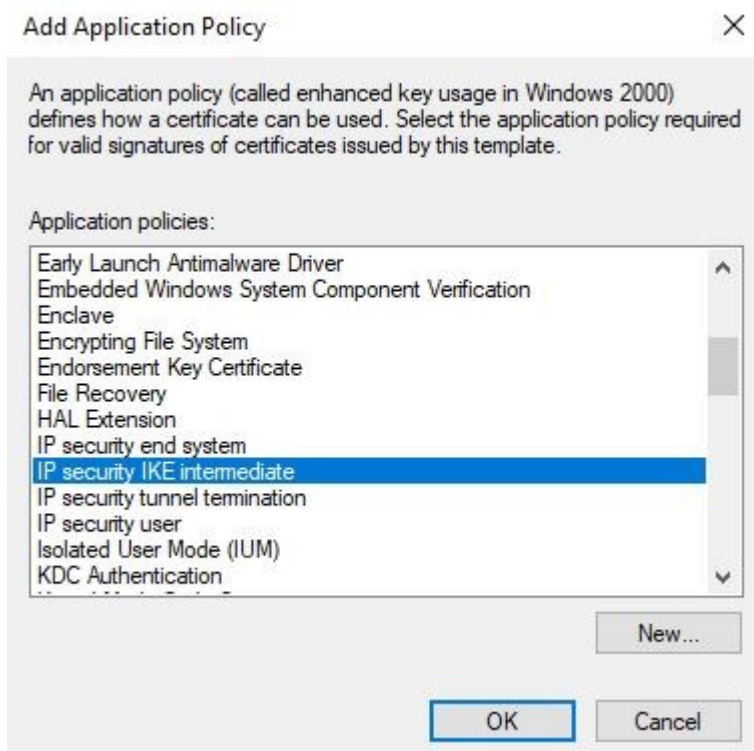 Add Application Policy
An application policy (called enhanced key usage in Windows 2000)
defines how a certificate can be used. Select the application policy required
for valid signatures of certificates issued by this template.
Application policies:
Early Launch Antimalware Driver
Embedded Windows System Component Verification
Enclave
Encrypting File System
Endorsement Key Certificate
File Recovery
HAL Extension
IP security end system
IP security IKE intermediate
IP security tunnel termination
IP security user
Isolated User Mode (IUM)
KDC Authentication
New...
OK
Cancel